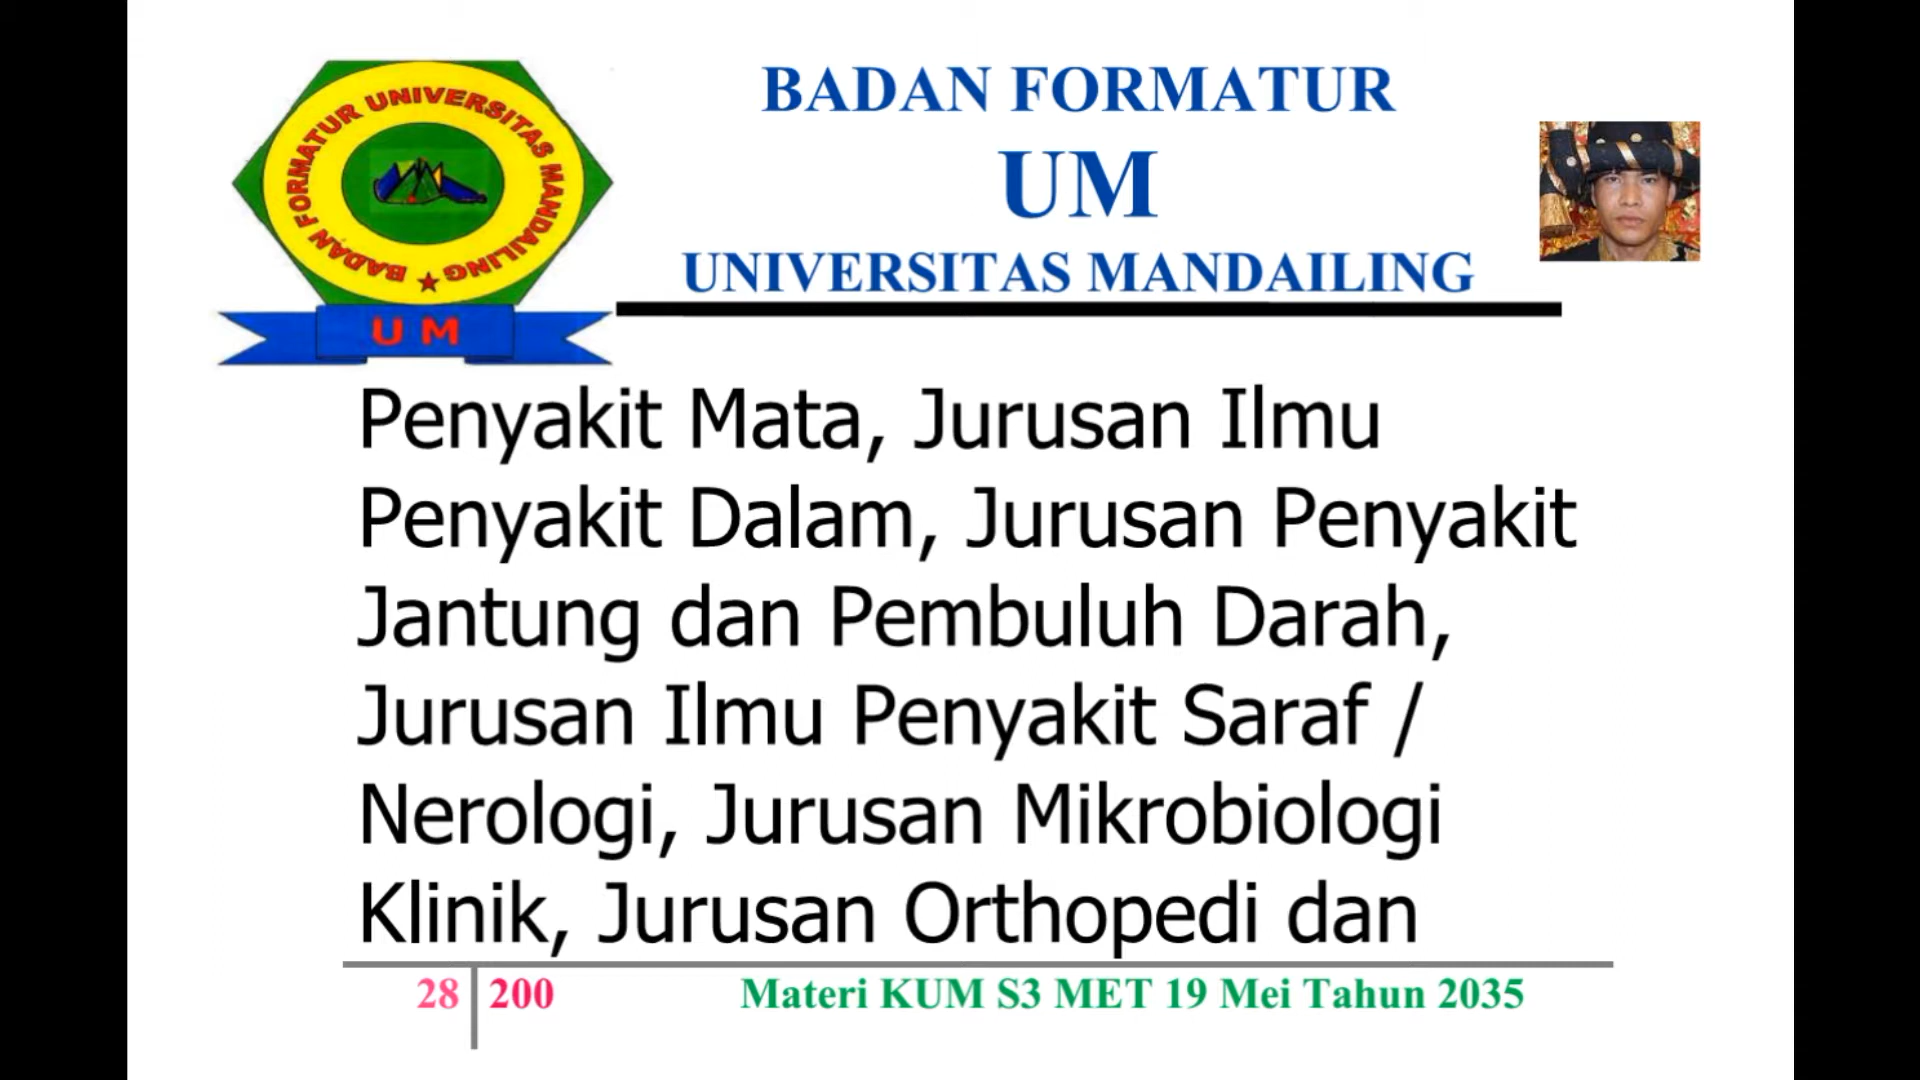 BADAN FORMATUR UNIVERSITAS MANDAILING
U M
BADAN FORMATUR
UM
UNIVERSITAS MANDAILING
Penyakit Mata, Jurusan Ilmu
Penyakit Dalam, Jurusan Penyakit
Jantung dan Pembuluh Darah,
Jurusan Ilmu Penyakit Saraf /
Nerologi, Jurusan Mikrobiologi
Klinik, Jurusan Orthopedi dan
28 200 Materi KUM S3 MET 19 Mei Tahun 2035